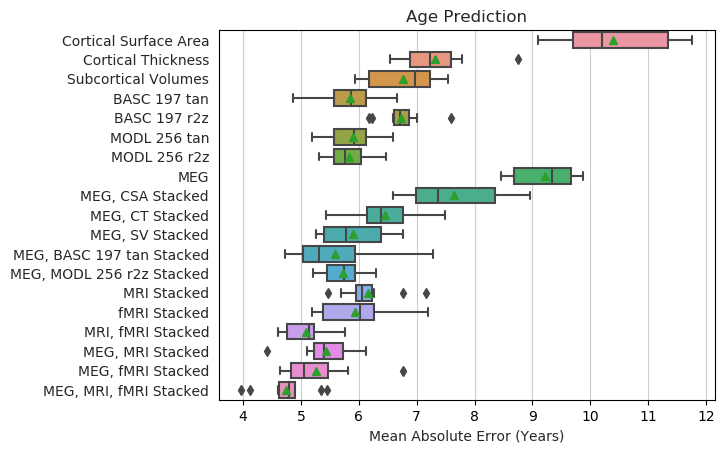 Age Prediction
Cortical Surface Area
Cortical Thickness
Subcortical Volumes
BASC 197 tan
BASC 197 r2z
MODL 256 tan
MODL 256 r2z
MEG
MEG, CSA Stacked
MEG, CT Stacked
MEG, SV Stacked
MEG, BASC 197 tan Stacked
MEG, MODL 256 r2z Stacked
MRI Stacked
fMRI Stacked
MRI, fMRI Stacked
MEG, MRI Stacked
MEG, fMRI Stacked
MEG, MRI, fMRI Stacked
4 5 6 7 8 9 10 11 12
Mean Absolute Error (Years)